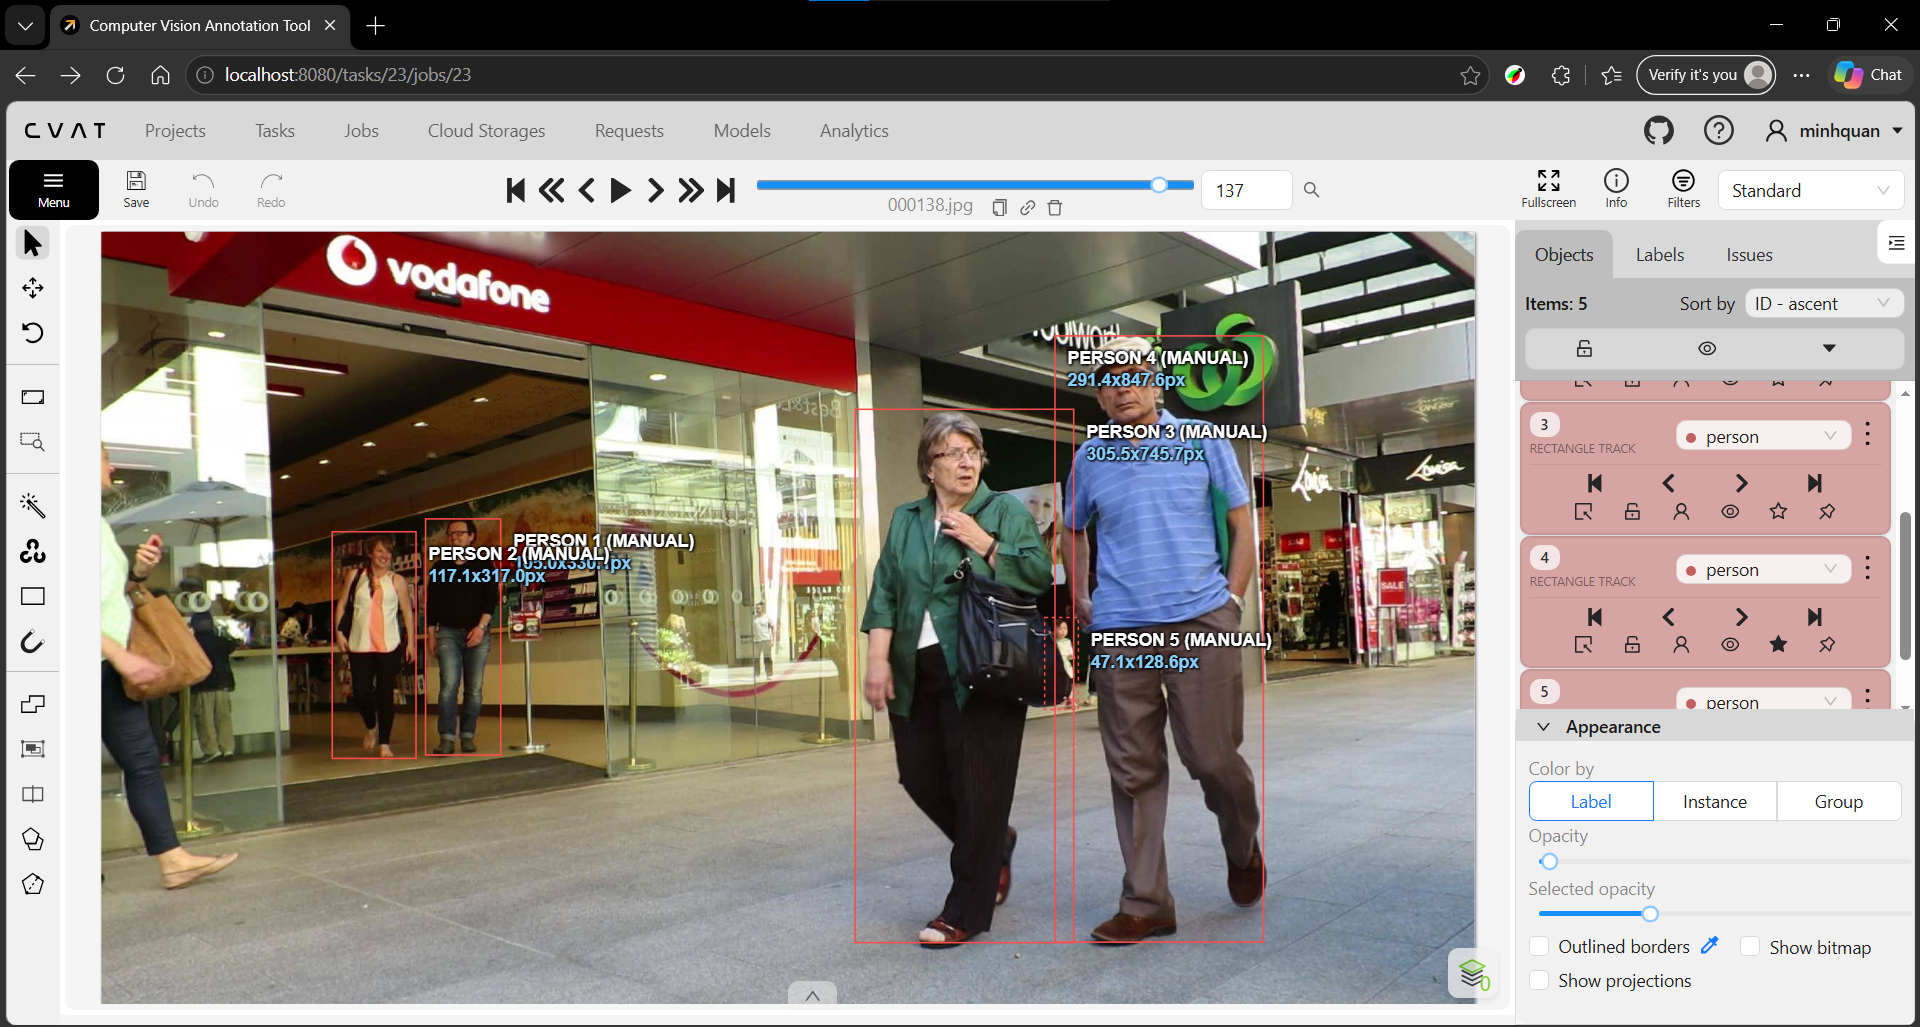 Computer Vision Annotation Tool
localhost:8080/tasks/23/jobs/23
Verify it's you
Chat
CVAT
Projects
Tasks
Jobs
Cloud Storages
Requests
Models
Analytics
minhquan
Menu
Save
Undo
Redo
000138.jpg
137
Fullscreen
Info
Filters
Standard
Objects
Labels
Issues
Items: 5
Sort by
ID - ascent
vodafone
PERSON 4 (MANUAL)
291.4x847.6px
PERSON 3 (MANUAL)
305.5x745.7px
PERSON 1 (MANUAL)
PERSON 2 (MANUAL)
117.1x317.0px
PERSON 5 (MANUAL)
47.1x128.6px
Louisa
SALE
3
RECTANGLE TRACK
person
4
RECTANGLE TRACK
person
5
person
Appearance
Color by
Label
Instance
Group
Opacity
Selected opacity
Outlined borders
Show bitmap
Show projections
0